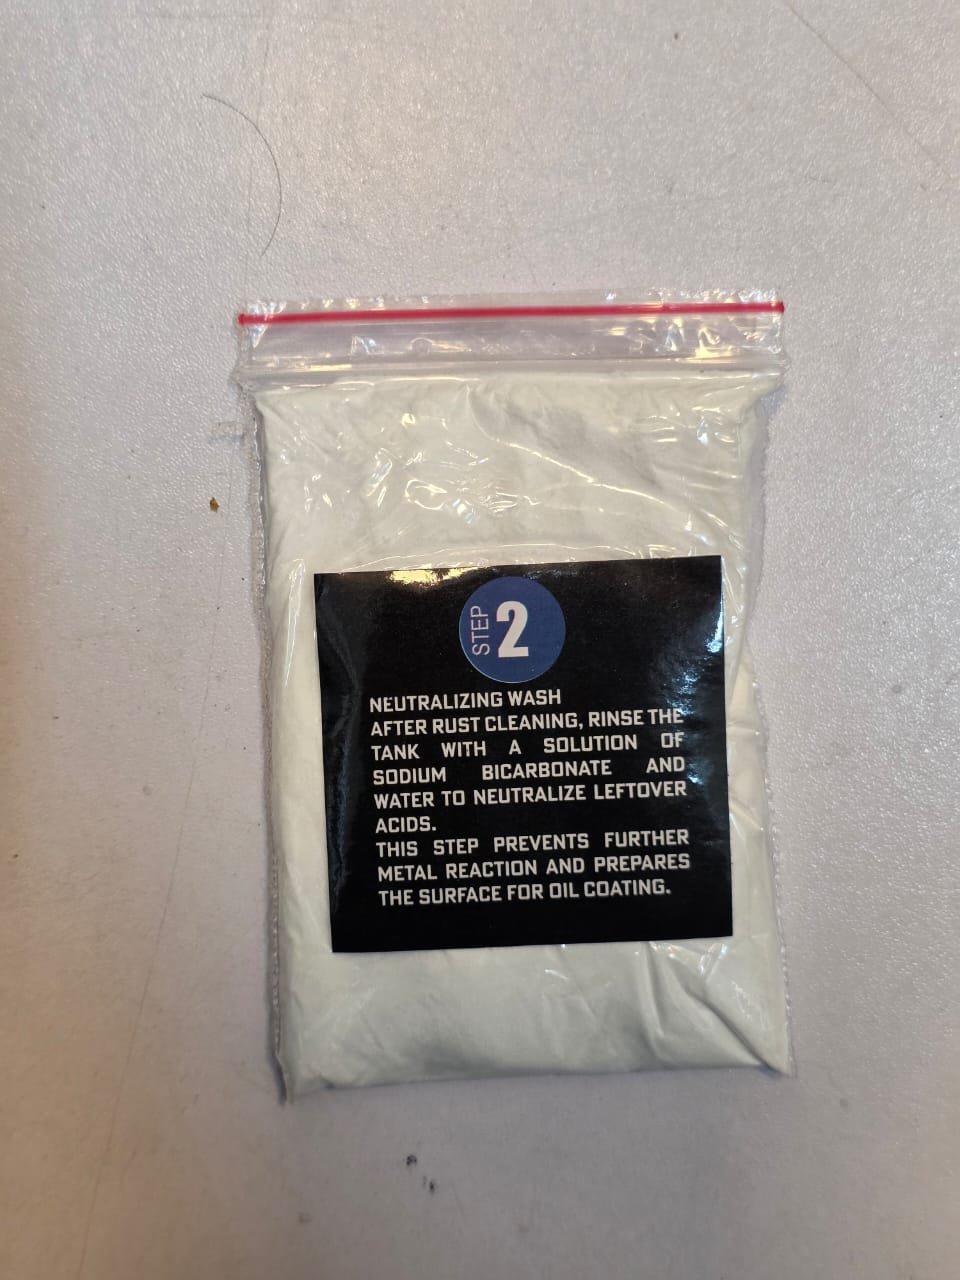 STEP 2
NEUTRALIZING WASH
AFTER RUST CLEANING, RINSE THE
TANK WITH A SOLUTION OF
SODIUM BICARBONATE AND
WATER TO NEUTRALIZE LEFTOVER
ACIDS.
THIS STEP PREVENTS FURTHER
METAL REACTION AND PREPARES
THE SURFACE FOR OIL COATING.